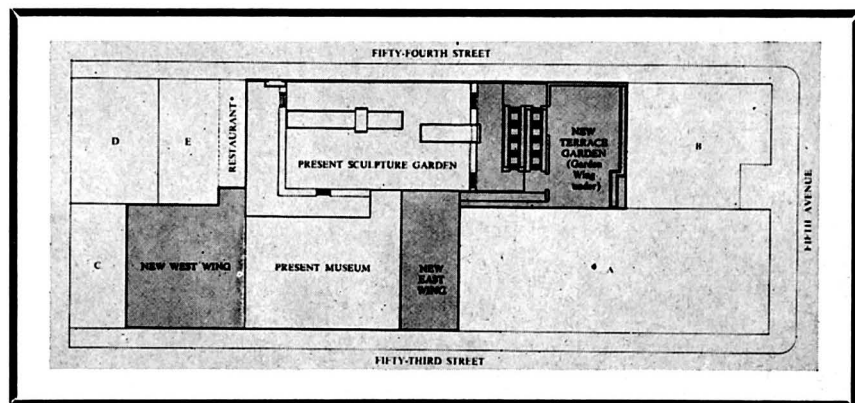 FIFTY-FOURTH STREET
D
E
RESTAURANT*
PRESENT SCULPTURE GARDEN
NEW
TERRACE
GARDEN
(Garden
Wing
under)
B
FIFTH AVENUE
C
NEW WEST WING
PRESENT MUSEUM
NEW
EAST
WING
A
FIFTY-THIRD STREET